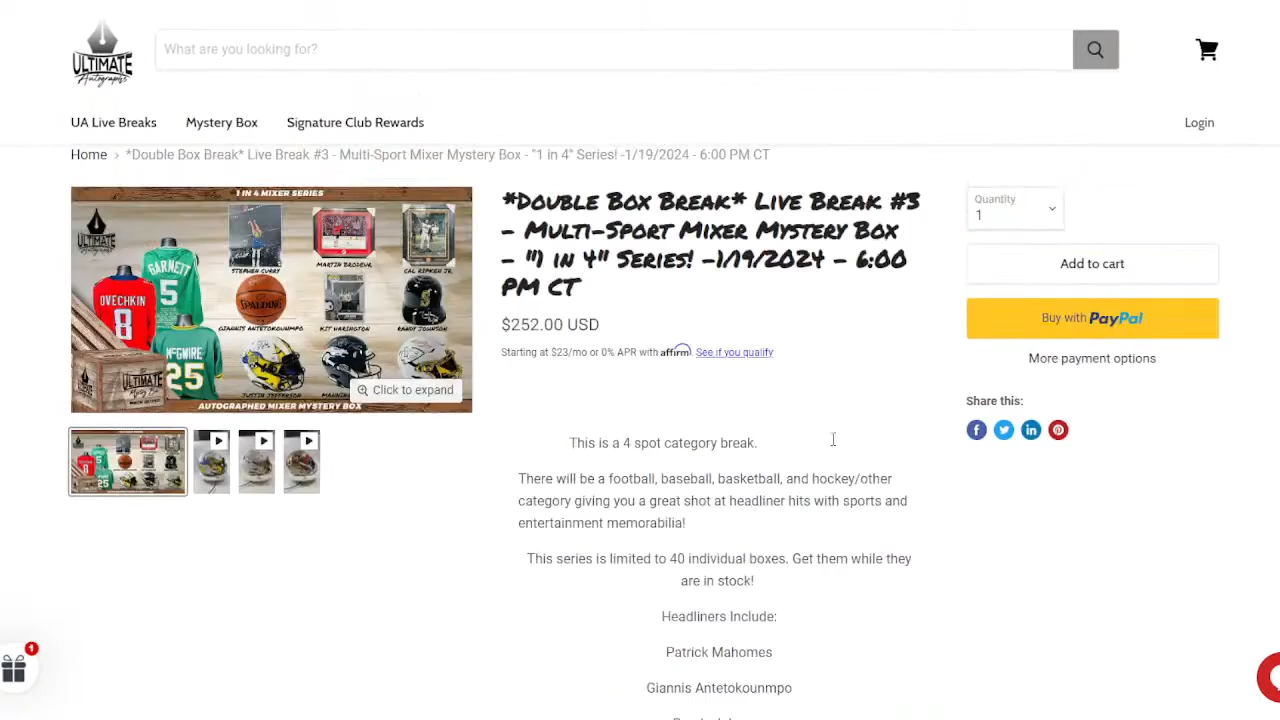 ULTIMATE
Autographs
What are you looking for?
UA Live Breaks
Mystery Box
Signature Club Rewards
Login
Home › *Double Box Break* Live Break #3 - Multi-Sport Mixer Mystery Box - "1 in 4" Series! -1/19/2024 - 6:00 PM CT
1 IN 4 MIXER SERIES
ULTIMATE
STEPHEN CURRY
MARTIN BRODEUR
CAL RIPKEN JR.
GARNETT
5
OVECHKIN
8
SPALDING
GIANNIS ANTETOKOUNMPO
KIT HARINGTON
RANDY JOHNSON
McGWIRE
25
ULTIMATE
JUSTIN JEFFERSON
MANNING
Click to expand
AUTOGRAPHED MIXER MYSTERY BOX
*Double Box Break* Live Break #3
- Multi-Sport Mixer Mystery Box
- "1 in 4" Series! -1/19/2024 - 6:00
PM CT
$252.00 USD
Starting at $23/mo or 0% APR with affirm. See if you qualify
This is a 4 spot category break.
There will be a football, baseball, basketball, and hockey/other
category giving you a great shot at headliner hits with sports and
entertainment memorabilia!
This series is limited to 40 individual boxes. Get them while they
are in stock!
Headliners Include:
Patrick Mahomes
Giannis Antetokounmpo
Quantity
1
Add to cart
Buy with PayPal
More payment options
Share this:
1